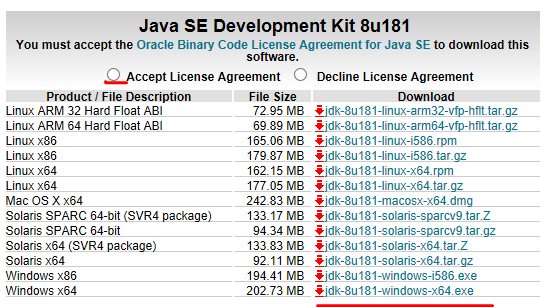 Java SE Development Kit 8u181
You must accept the Oracle Binary Code License Agreement for Java SE to download this
software.
Accept License Agreement Decline License Agreement
Product / File Description File Size Download
Linux ARM 32 Hard Float ABI 72.95 MB jdk-8u181-linux-arm32-vfp-hflt.tar.gz
Linux ARM 64 Hard Float ABI 69.89 MB jdk-8u181-linux-arm64-vfp-hflt.tar.gz
Linux x86 165.06 MB jdk-8u181-linux-i586.rpm
Linux x86 179.87 MB jdk-8u181-linux-i586.tar.gz
Linux x64 162.15 MB jdk-8u181-linux-x64.rpm
Linux x64 177.05 MB jdk-8u181-linux-x64.tar.gz
Mac OS X x64 242.83 MB jdk-8u181-macosx-x64.dmg
Solaris SPARC 64-bit (SVR4 package) 133.17 MB jdk-8u181-solaris-sparcv9.tar.Z
Solaris SPARC 64-bit 94.34 MB jdk-8u181-solaris-sparcv9.tar.gz
Solaris x64 (SVR4 package) 133.83 MB jdk-8u181-solaris-x64.tar.Z
Solaris x64 92.11 MB jdk-8u181-solaris-x64.tar.gz
Windows x86 194.41 MB jdk-8u181-windows-i586.exe
Windows x64 202.73 MB jdk-8u181-windows-x64.exe